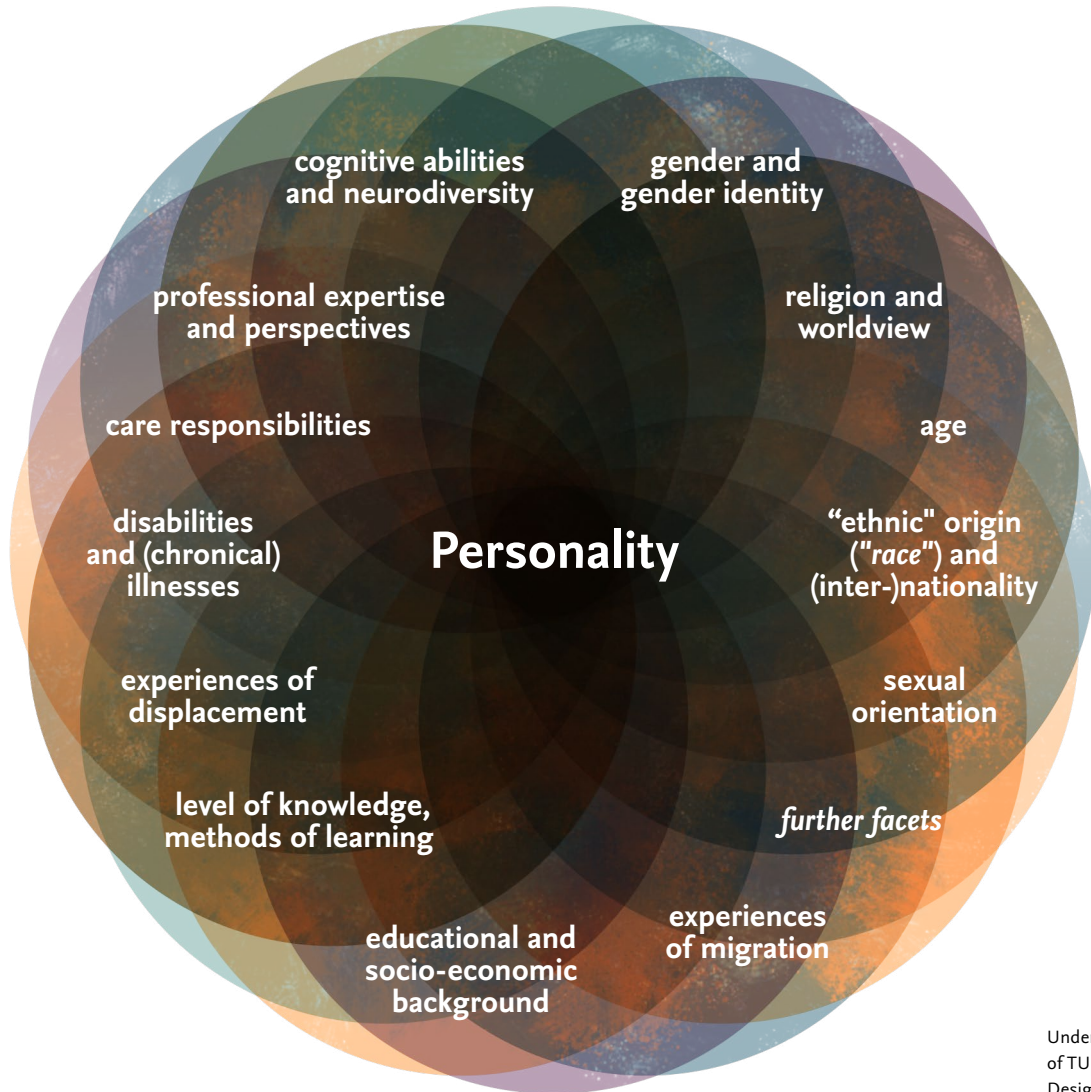 cognitive abilities
and neurodiversity
gender and
gender identity
professional expertise
and perspectives
religion and
worldview
care responsibilities
age
disabilities
and (chronical)
illnesses
Personality
“ethnic" origin
("race") and
(inter-)nationality
experiences of
displacement
sexual
orientation
level of knowledge,
methods of learning
further facets
educational and
socio-economic
background
experiences
of migration
of TU